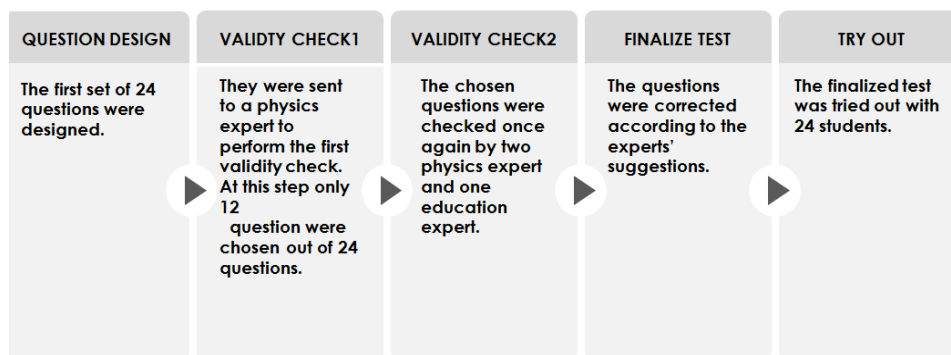 QUESTION DESIGN
The first set of 24
questions were
designed.
VALIDTY CHECK1
They were sent
to a physics
expert to
perform the first
validity check.
At this step only
12
question were
chosen out of 24
questions.
VALIDITY CHECK2
The chosen
questions were
checked once
again by two
physics expert
and one
education
expert.
FINALIZE TEST
The questions
were corrected
according to the
experts’
suggestions.
TRY OUT
The finalized test
was tried out with
24 students.